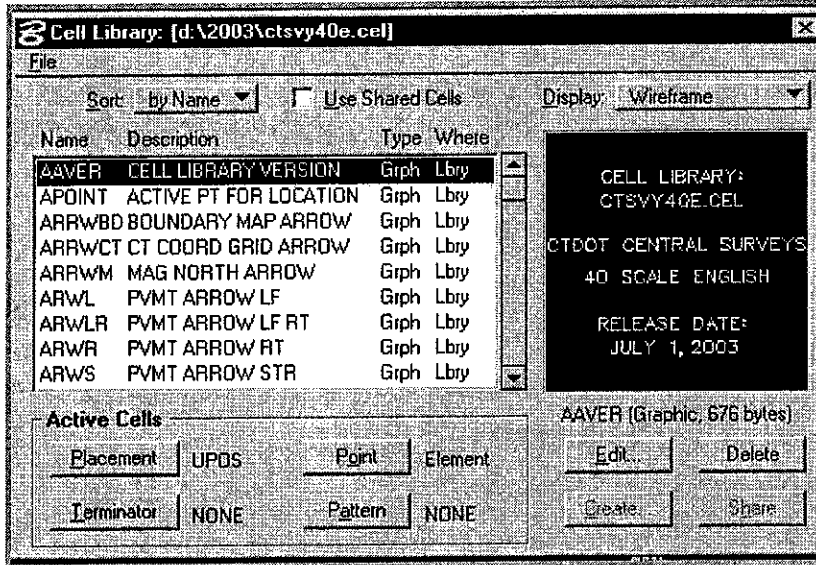 Cell Library: [d:\2003\ctsvy40e.cel]
File
Sort: by Name Use Shared Cells Display: Wireframe
Name Description Type Where
AAVER CELL LIBRARY VERSION Grph Lbry
APOINT ACTIVE PT FOR LOCATION Grph Lbry
ARRWBD BOUNDARY MAP ARROW Grph Lbry
ARRWCT CT COORD GRID ARROW Grph Lbry
ARRWM MAG NORTH ARROW Grph Lbry
ARWL PVMT ARROW LF Grph Lbry
ARWLR PVMT ARROW LF RT Grph Lbry
ARWR PVMT ARROW RT Grph Lbry
ARWS PVMT ARROW STR Grph Lbry
CELL LIBRARY:
CTSVY40E.CEL
CTDOT CENTRAL SURVEYS
40 SCALE ENGLISH
RELEASE DATE:
JULY 1, 2003
AAVER (Graphic, 676 bytes)
Active Cells
Placement UPOS Point Element
Terminator NONE Pattern NONE
Edit... Delete
Create... Share